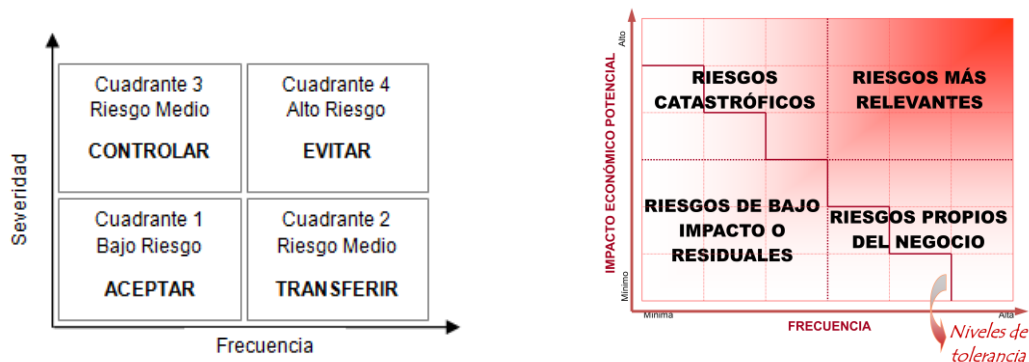 Severidad
Cuadrante 3
Riesgo Medio
CONTROLAR
Cuadrante 4
Alto Riesgo
EVITAR
Cuadrante 1
Bajo Riesgo
ACEPTAR
Cuadrante 2
Riesgo Medio
TRANSFERIR
Frecuencia
IMPACTO ECONÓMICO POTENCIAL
Alto
Mínimo
RIESGOS
CATASTRÓFICOS
RIESGOS MÁS
RELEVANTES
RIESGOS DE BAJO
IMPACTO O
RESIDUALES
RIESGOS PROPIOS
DEL NEGOCIO
Mínima
Alta
FRECUENCIA
Niveles de
tolerancia